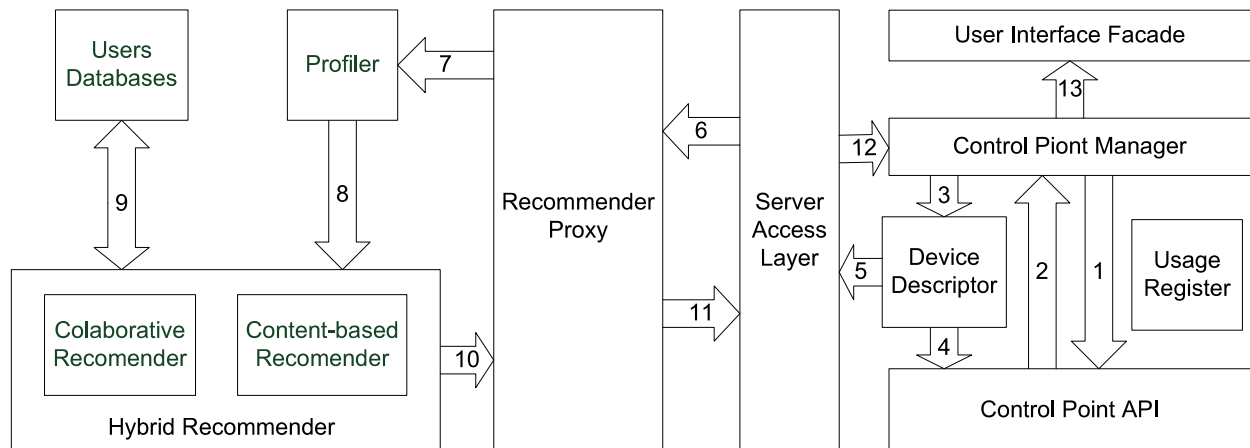 Users
Databases
Profiler
7
8
9
Recommender
Proxy
6
11
10
Colaborative
Recomender
Content-based
Recomender
Hybrid Recommender
Server
Access
Layer
User Interface Facade
13
12
Control Piont Manager
3
2
1
Device
Descriptor
5
4
Usage
Register
Control Point API